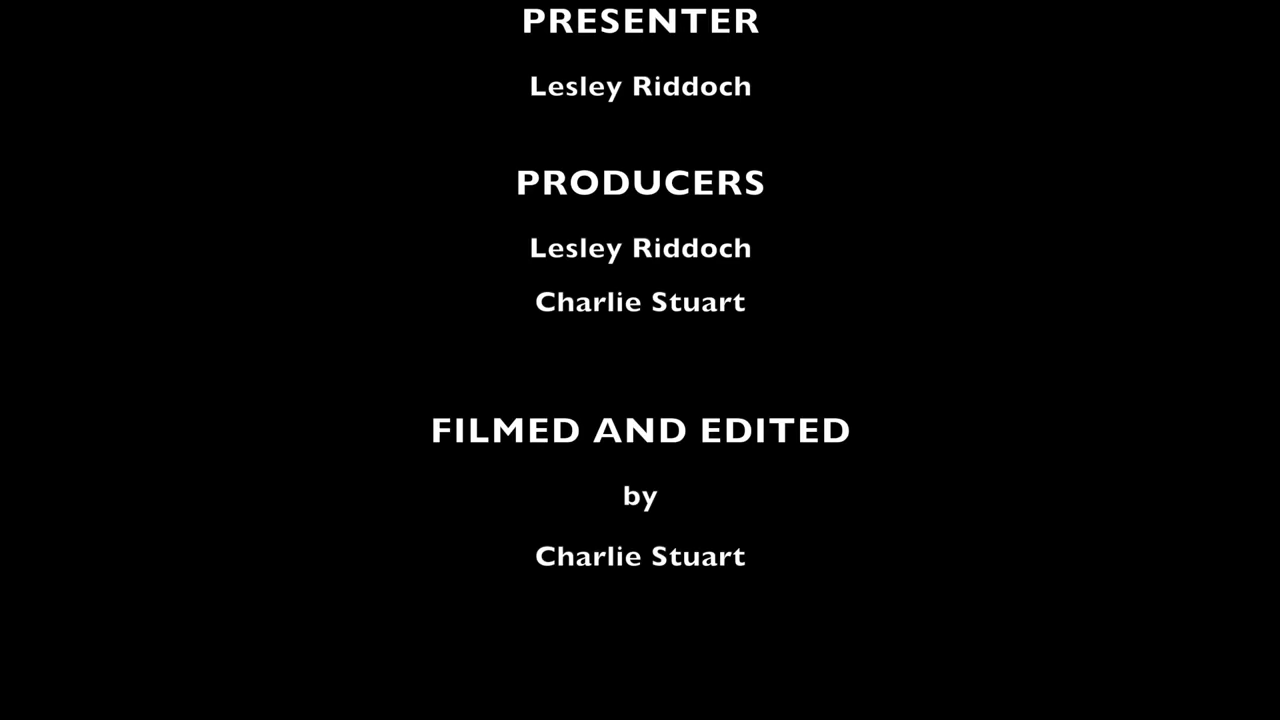 PRESENTER
Lesley Riddoch
PRODUCERS
Lesley Riddoch
Charlie Stuart
FILMED AND EDITED
by
Charlie Stuart